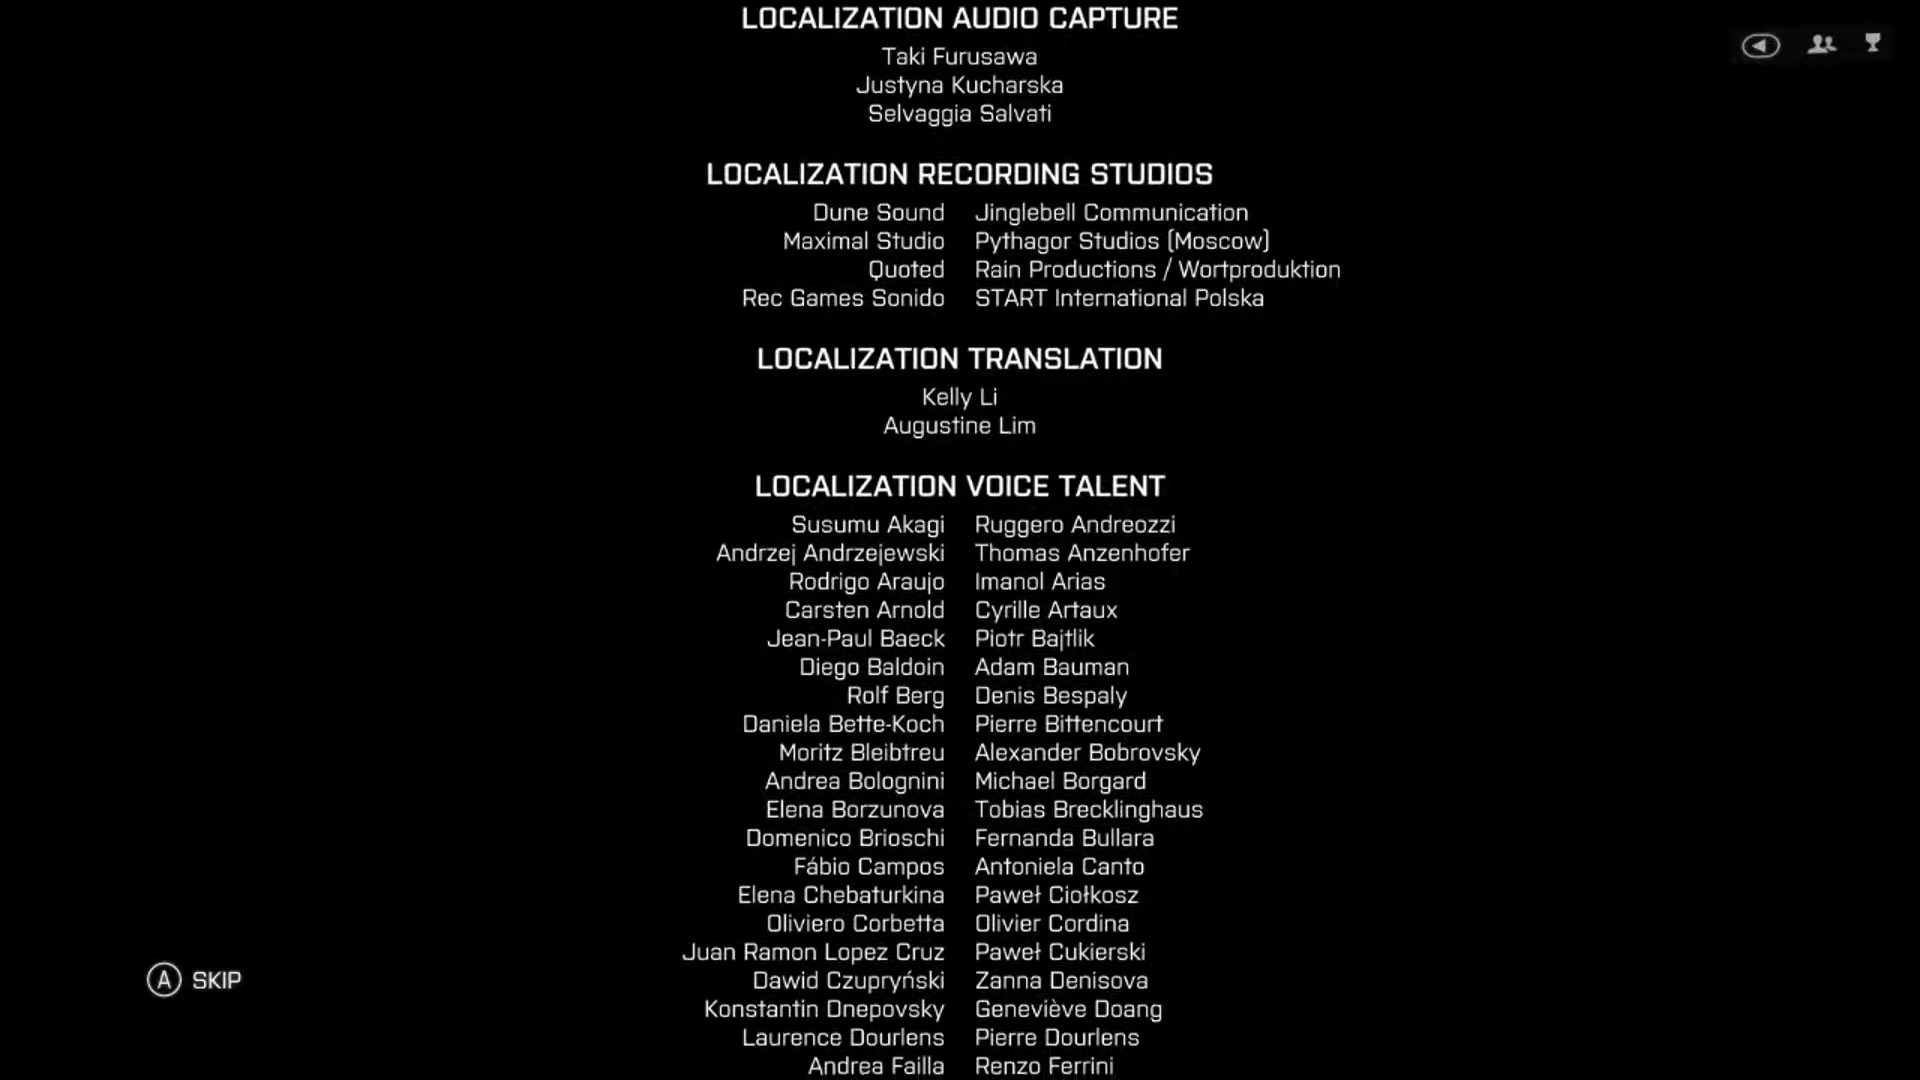 LOCALIZATION AUDIO CAPTURE
Taki Furusawa
Justyna Kucharska
Selvaggia Salvati
LOCALIZATION RECORDING STUDIOS
Dune Sound Jinglebell Communication
Maximal Studio Pythagor Studios (Moscow)
Quoted Rain Productions / Wortproduktion
Rec Games Sonido START International Polska
LOCALIZATION TRANSLATION
Kelly Li
Augustine Lim
LOCALIZATION VOICE TALENT
Susumu Akagi Ruggero Andreozzi
Andrzej Andrzejewski Thomas Anzenhofer
Rodrigo Araujo Imanol Arias
Carsten Arnold Cyrille Artaux
Jean-Paul Baeck Piotr Bajtlik
Diego Baldoin Adam Bauman
Rolf Berg Denis Bespaly
Daniela Bette-Koch Pierre Bittencourt
Moritz Bleibtreu Alexander Bobrovsky
Andrea Bolognini Michael Borgard
Elena Borzunova Tobias Brecklinghaus
Domenico Brioschi Fernanda Bullara
Fábio Campos Antoniela Canto
Elena Chebaturkina Paweł Ciołkosz
Oliviero Corbetta Olivier Cordina
Juan Ramon Lopez Cruz Paweł Cukierski
Dawid Czupryński Zanna Denisova
Konstantin Dnepovsky Geneviève Doang
Laurence Dourlens Pierre Dourlens
Andrea Failla Renzo Ferrini
A SKIP